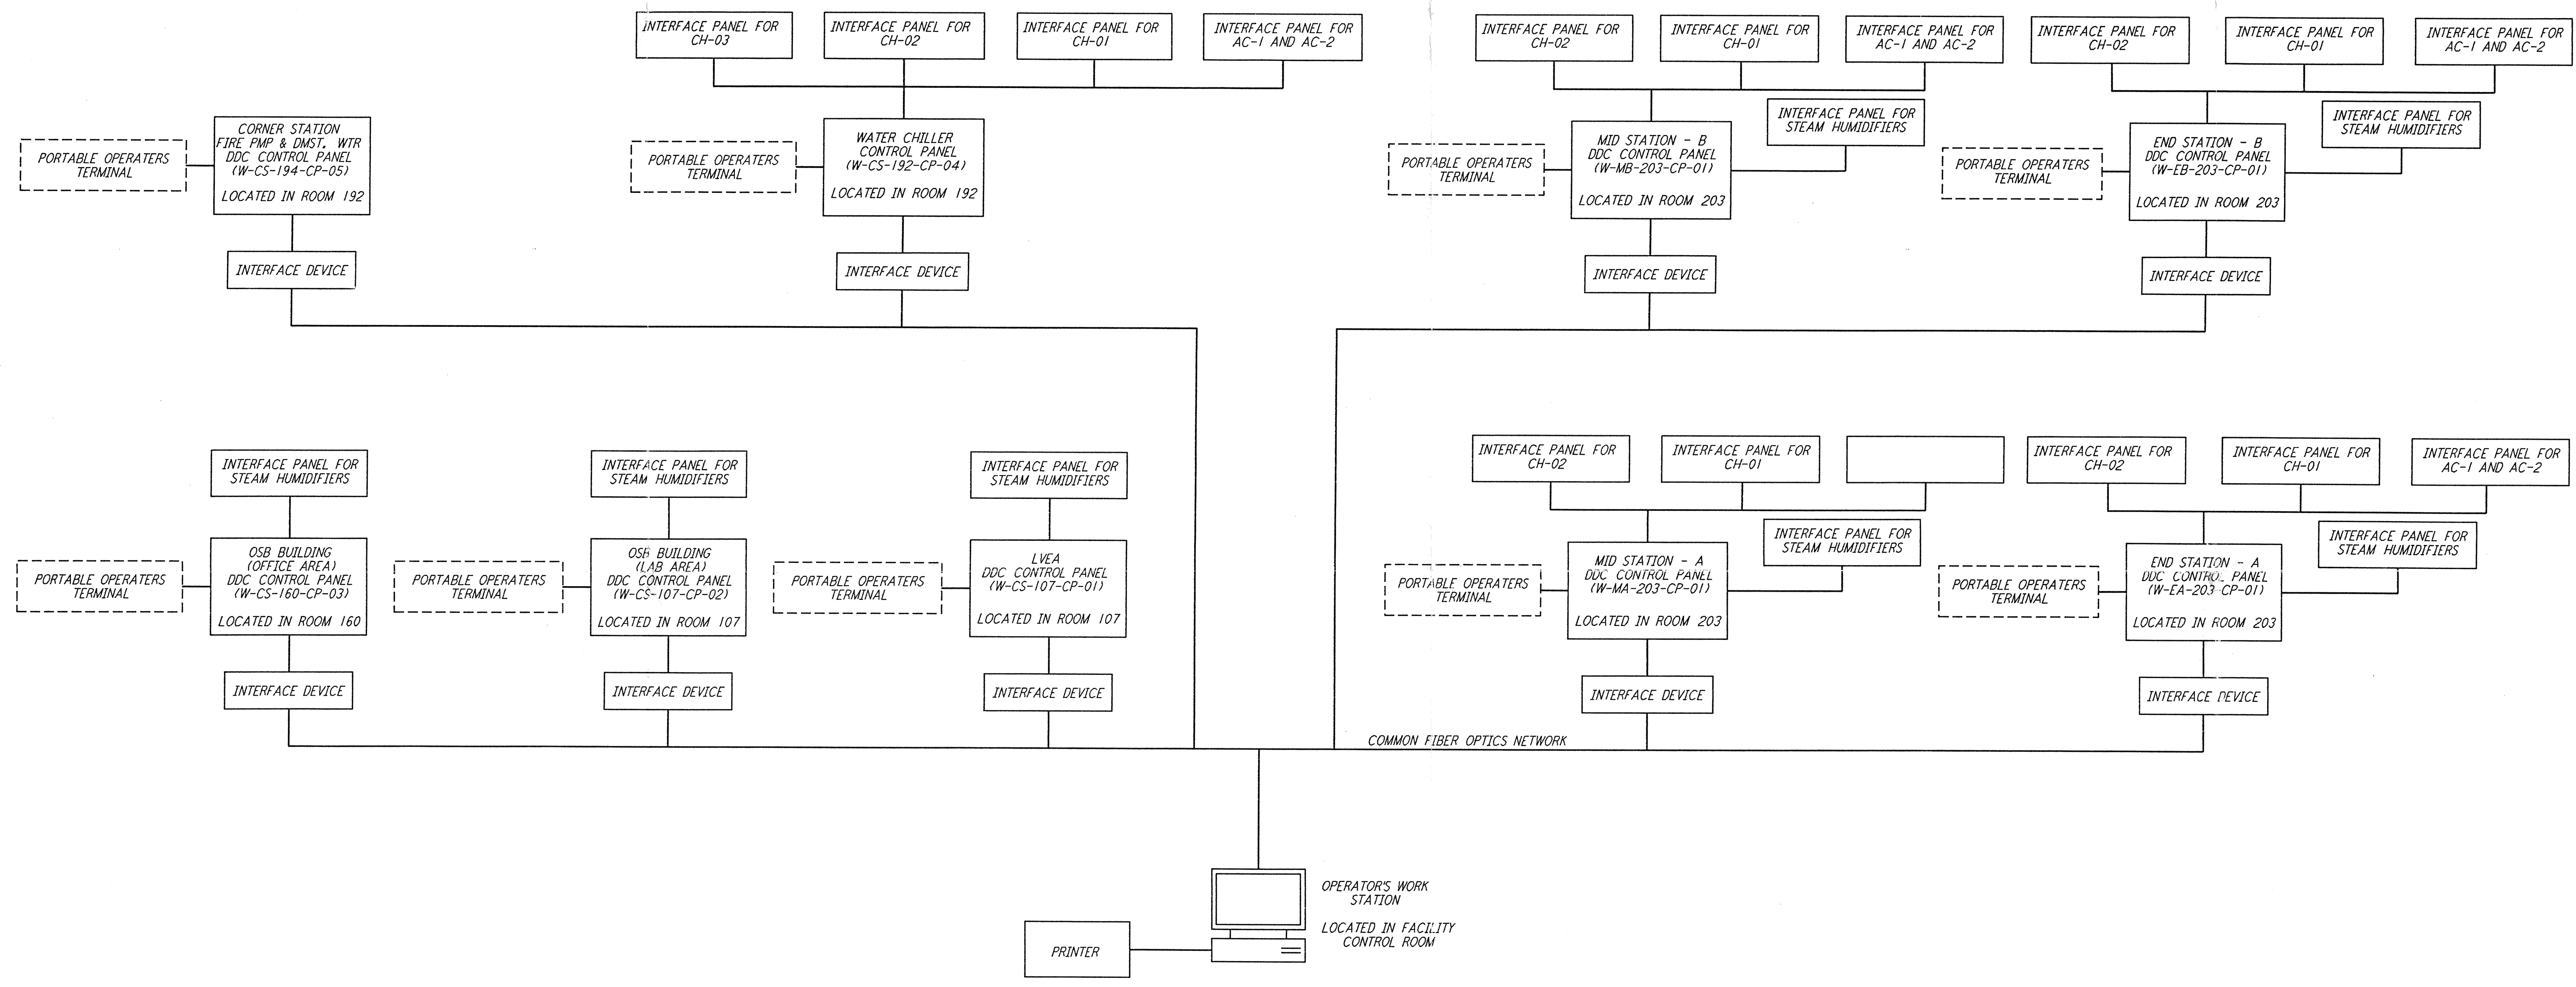 INTERFACE PANEL FOR
CH-03
INTERFACE PANEL FOR
CH-02
INTERFACE PANEL FOR
CH-01
INTERFACE PANEL FOR
AC-1 AND AC-2
INTERFACE PANEL FOR
CH-02
INTERFACE PANEL FOR
CH-01
INTERFACE PANEL FOR
AC-1 AND AC-2
INTERFACE PANEL FOR
CH-02
INTERFACE PANEL FOR
CH-01
INTERFACE PANEL FOR
AC-1 AND AC-2
PORTABLE OPERATERS
TERMINAL
CORNER STATION
FIRE PMP & DMST. WTR
DDC CONTROL PANEL
(W-CS-194-CP-05)
LOCATED IN ROOM 192
PORTABLE OPERATERS
TERMINAL
WATER CHILLER
CONTROL PANEL
(W-CS-192-CP-04)
LOCATED IN ROOM 192
PORTABLE OPERATERS
TERMINAL
MID STATION - B
DDC CONTROL PANEL
(W-MB-203-CP-01)
LOCATED IN ROOM 203
INTERFACE PANEL FOR
STEAM HUMIDIFIERS
PORTABLE OPERATERS
TERMINAL
END STATION - B
DDC CONTROL PANEL
(W-EB-203-CP-01)
LOCATED IN ROOM 203
INTERFACE PANEL FOR
STEAM HUMIDIFIERS
INTERFACE DEVICE
INTERFACE DEVICE
INTERFACE DEVICE
INTERFACE DEVICE
INTERFACE PANEL FOR
STEAM HUMIDIFIERS
INTERFACE PANEL FOR
STEAM HUMIDIFIERS
INTERFACE PANEL FOR
STEAM HUMIDIFIERS
INTERFACE PANEL FOR
CH-02
INTERFACE PANEL FOR
CH-01
INTERFACE PANEL FOR
CH-02
INTERFACE PANEL FOR
CH-01
INTERFACE PANEL FOR
AC-1 AND AC-2
PORTABLE OPERATERS
TERMINAL
OSB BUILDING
(OFFICE AREA)
DDC CONTROL PANEL
(W-CS-160-CP-03)
LOCATED IN ROOM 160
PORTABLE OPERATERS
TERMINAL
OSB BUILDING
(LAB AREA)
DDC CONTROL PANEL
(W-CS-107-CP-02)
LOCATED IN ROOM 107
PORTABLE OPERATERS
TERMINAL
LVEA
DDC CONTROL PANEL
(W-CS-107-CP-01)
LOCATED IN ROOM 107
PORTABLE OPERATERS
TERMINAL
MID STATION - A
DDC CONTROL PANEL
(W-MA-203-CP-01)
LOCATED IN ROOM 203
INTERFACE PANEL FOR
STEAM HUMIDIFIERS
PORTABLE OPERATERS
TERMINAL
END STATION - A
DDC CONTROL PANEL
(W-EA-203-CP-01)
LOCATED IN ROOM 203
INTERFACE PANEL FOR
STEAM HUMIDIFIERS
INTERFACE DEVICE
INTERFACE DEVICE
INTERFACE DEVICE
INTERFACE DEVICE
INTERFACE DEVICE
COMMON FIBER OPTICS NETWORK
OPERATOR'S WORK
STATION
LOCATED IN FACILITY
CONTROL ROOM
PRINTER